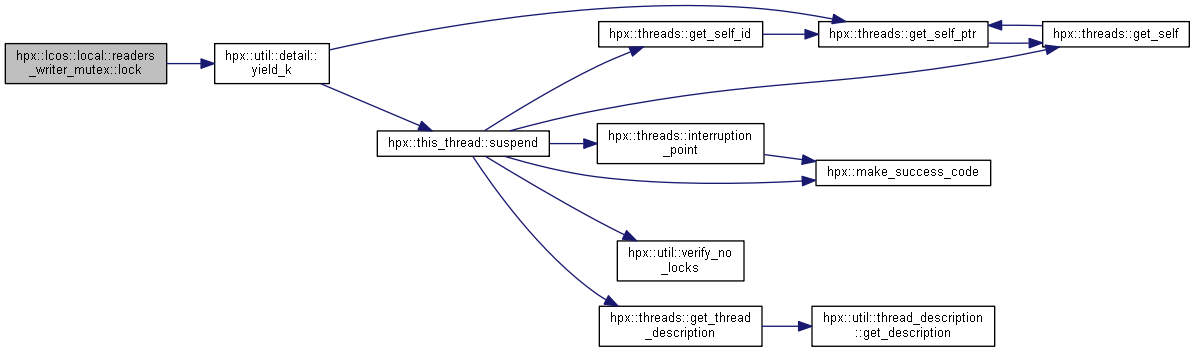 hpx::lcos::local::readers
_writer_mutex::lock
hpx::util::detail::
yield_k
hpx::this_thread::suspend
hpx::threads::get_self_id
hpx::threads::get_self_ptr
hpx::threads::get_self
hpx::threads::interruption
_point
hpx::make_success_code
hpx::util::verify_no
_locks
hpx::threads::get_thread
_description
hpx::util::thread_description
::get_description